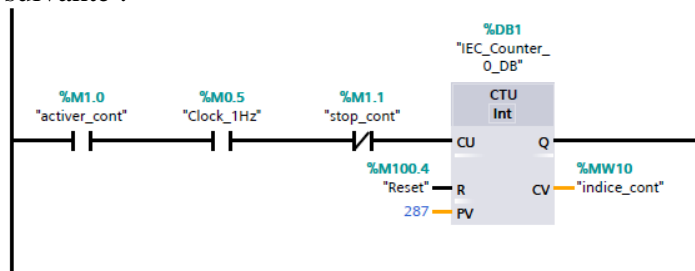 suivante :
%DB1
"IEC_Counter_
0_DB"
%M1.0
"activer_cont"
%M0.5
"Clock_1Hz"
%M1.1
"stop_cont"
CTU
Int
CU
Q
%M100.4
"Reset"
R
%MW10
CV
"indice_cont"
287
PV